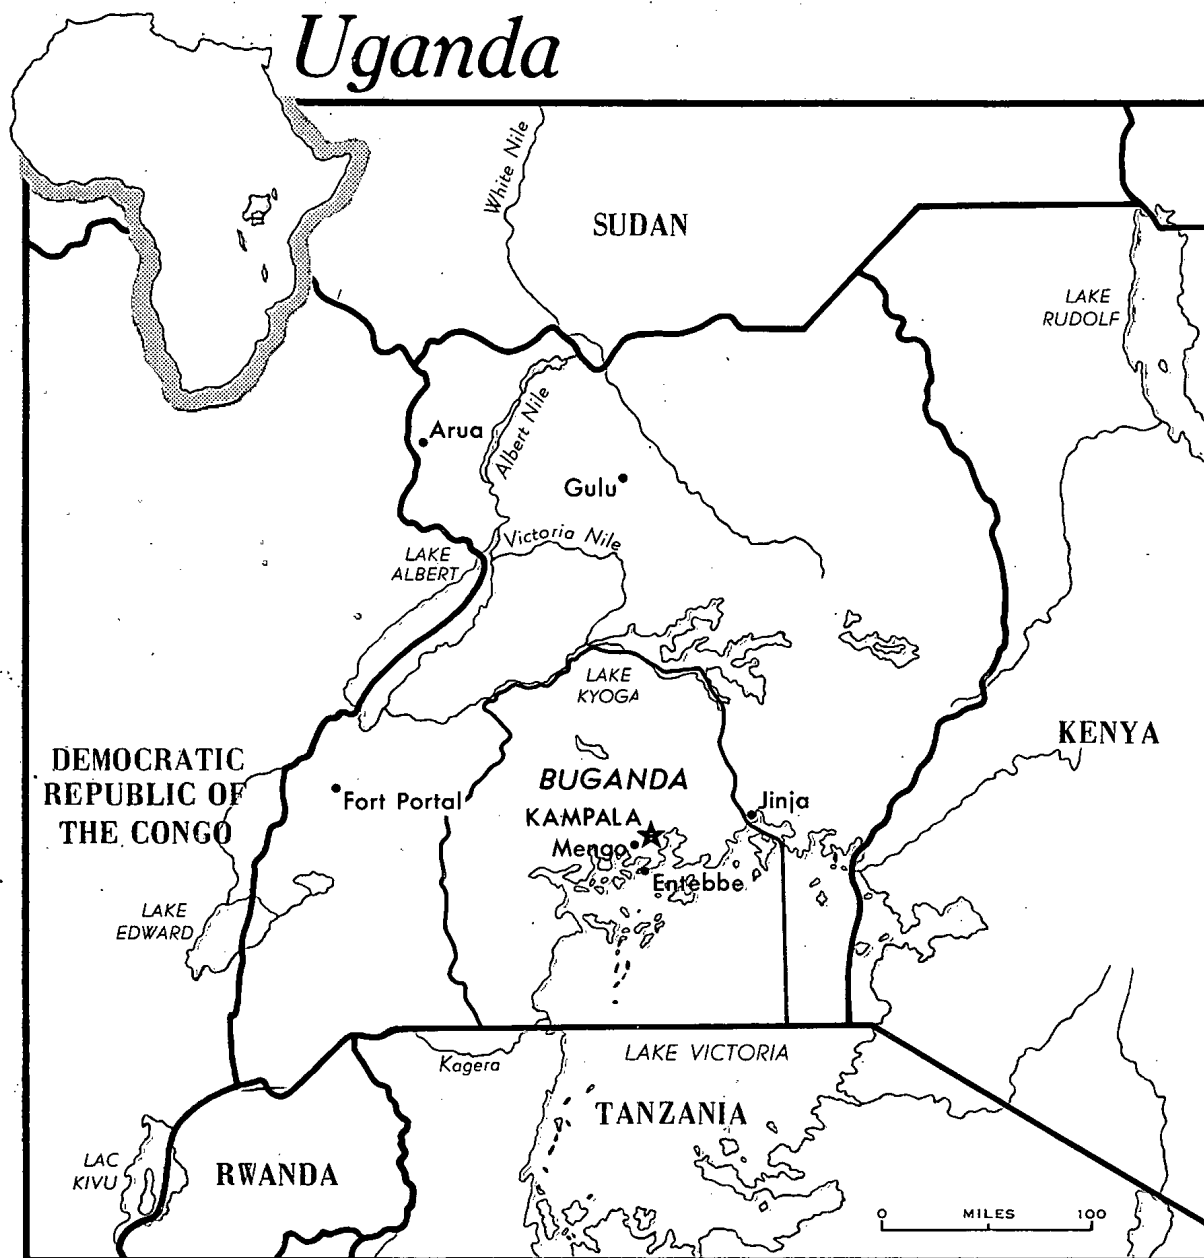 Uganda
White Nile
SUDAN
LAKE
RUDOLF
Arua
Albert Nile
Gulu
Victoria Nile
LAKE
ALBERT
LAKE
KYOGA
DEMOCRATIC
REPUBLIC OF
THE CONGO
KENYA
BUGANDA
Fort Portal
Jinja
KAMPALA
Mengo
Entebbe
LAKE
EDWARD
Kagera
LAKE VICTORIA
TANZANIA
LAC
KIVU
RWANDA
0 MILES 100